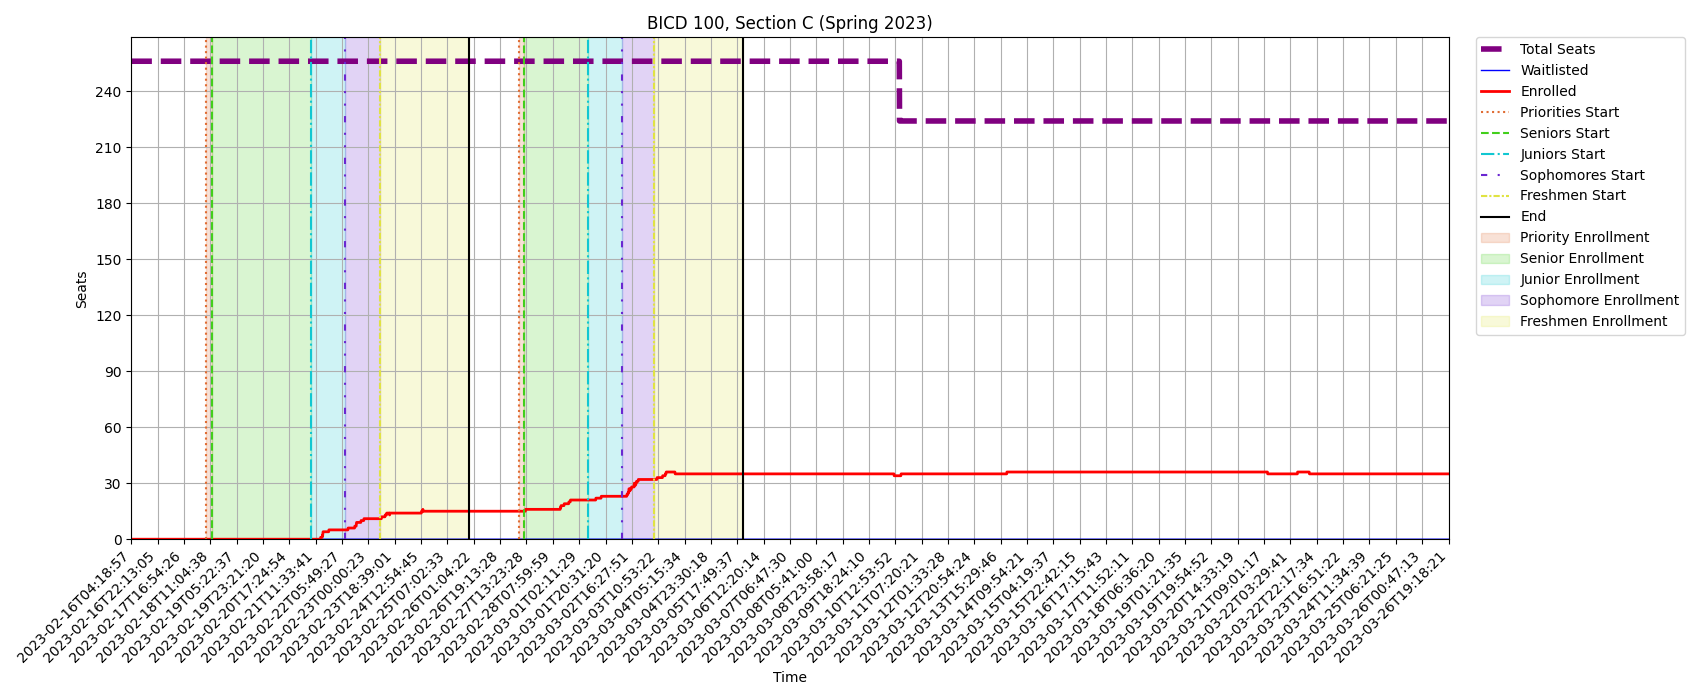 BICD 100, Section C (Spring 2023)
Seats
240
210
180
150
120
90
60
30
0
2023-02-16T04:18:57
2023-02-16T22:13:05
2023-02-17T16:54:26
2023-02-18T11:04:38
2023-02-19T05:22:37
2023-02-19T23:21:20
2023-02-20T17:24:54
2023-02-21T11:33:41
2023-02-22T05:49:27
2023-02-23T00:00:23
2023-02-23T18:39:01
2023-02-24T12:54:45
2023-02-25T07:02:33
2023-02-26T01:04:22
2023-02-26T19:13:28
2023-02-27T13:23:28
2023-02-28T07:59:59
2023-03-01T02:11:29
2023-03-01T20:31:20
2023-03-02T16:27:51
2023-03-03T10:53:22
2023-03-04T05:15:34
2023-03-04T23:30:18
2023-03-05T17:49:37
2023-03-06T12:20:14
2023-03-07T06:47:30
2023-03-08T05:41:00
2023-03-08T23:58:17
2023-03-09T18:24:10
2023-03-10T12:53:52
2023-03-11T07:20:21
2023-03-12T01:33:28
2023-03-12T20:54:24
2023-03-13T15:29:46
2023-03-14T09:54:21
2023-03-15T04:19:37
2023-03-15T22:42:15
2023-03-16T17:15:43
2023-03-17T11:52:11
2023-03-18T06:36:20
2023-03-19T01:21:35
2023-03-19T19:54:52
2023-03-20T14:33:19
2023-03-21T09:01:17
2023-03-22T03:29:41
2023-03-22T22:17:34
2023-03-23T16:51:22
2023-03-24T11:34:39
2023-03-25T06:21:25
2023-03-26T00:47:13
2023-03-26T19:18:21
Time
Total Seats
Waitlisted
Enrolled
Priorities Start
Seniors Start
Juniors Start
Sophomores Start
Freshmen Start
End
Priority Enrollment
Senior Enrollment
Junior Enrollment
Sophomore Enrollment
Freshmen Enrollment